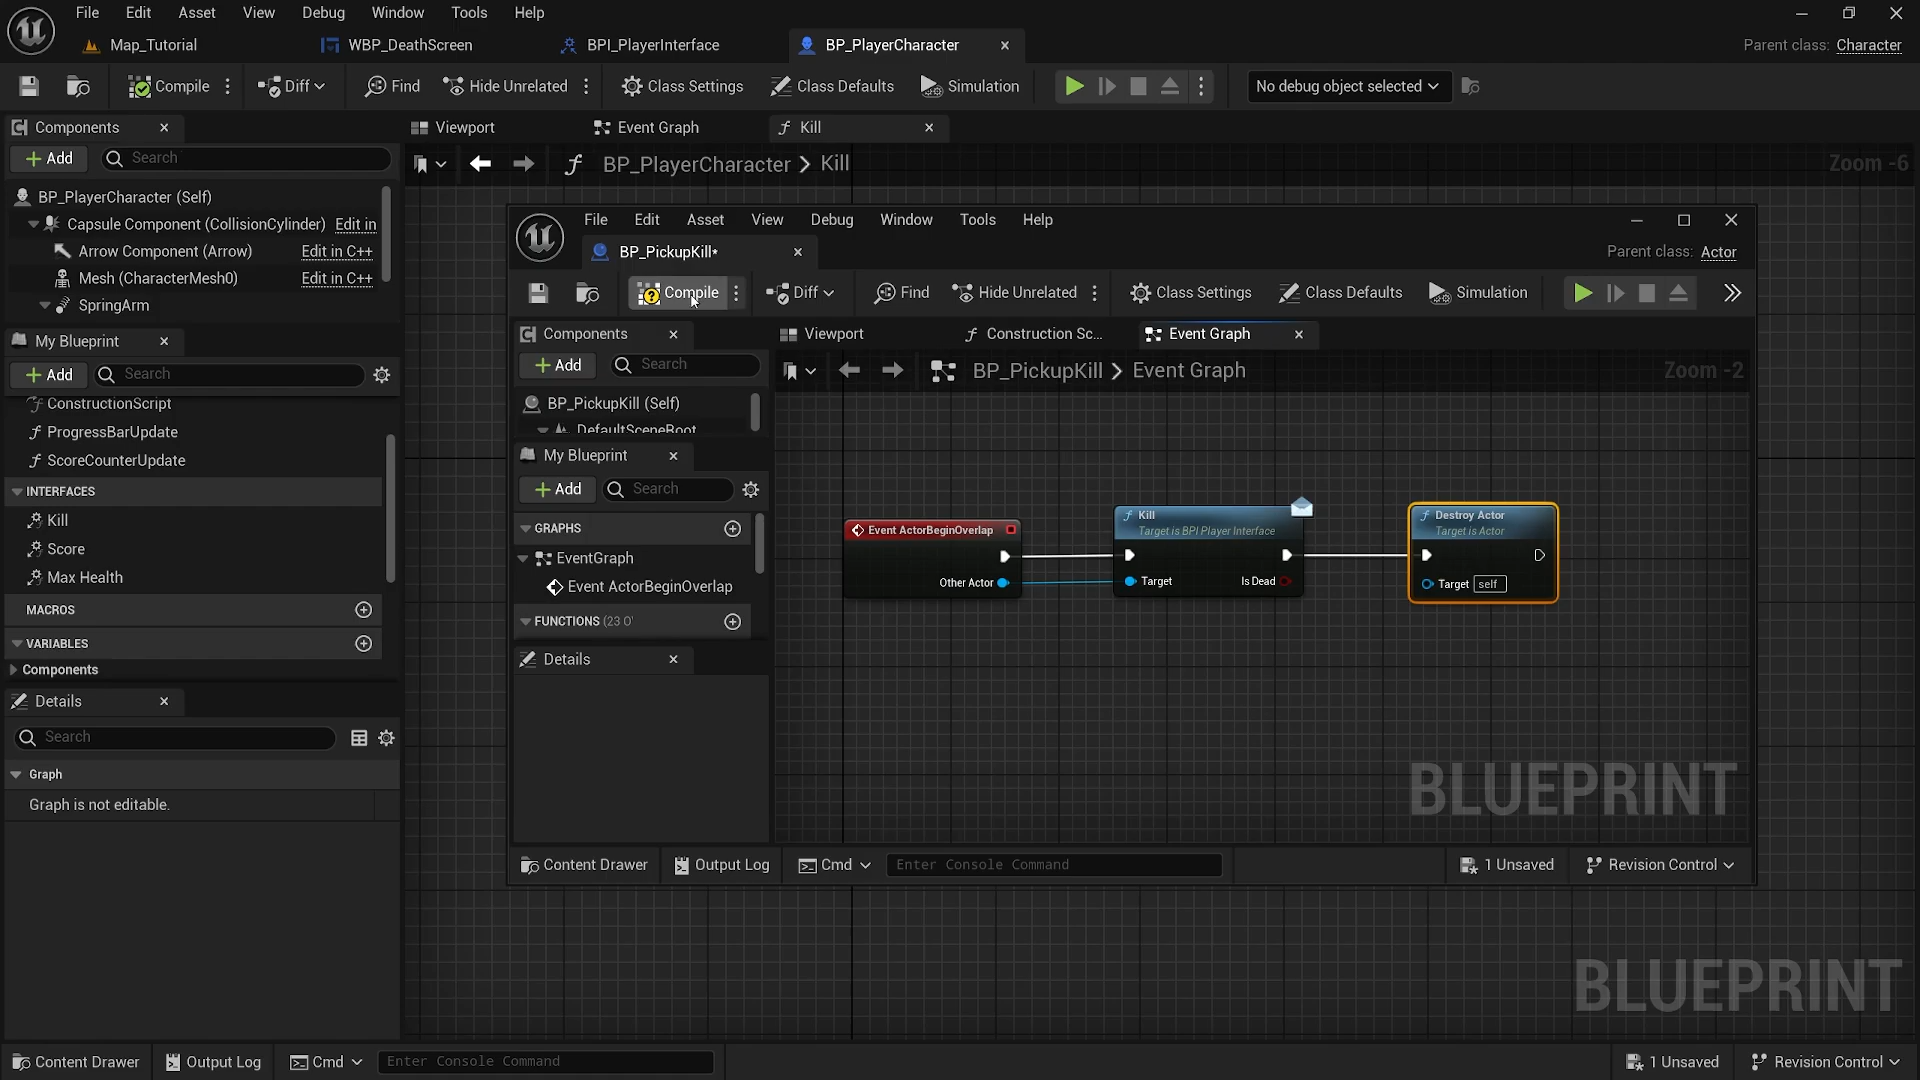 File Edit Asset View Debug Window Tools Help
Map_Tutorial WBP_DeathScreen BPI_PlayerInterface BP_PlayerCharacter Parent class: Character
Compile Diff Find Hide Unrelated Class Settings Class Defaults Simulation No debug object selected
Components Viewport Event Graph Kill
Add Search
BP_PlayerCharacter > Kill Zoom -6
BP_PlayerCharacter (Self)
Capsule Component (CollisionCylinder) Edit in
Arrow Component (Arrow) Edit in C++
Mesh (CharacterMesh0) Edit in C++
SpringArm
My Blueprint
Add Search
ConstructionScript
ProgressBarUpdate
ScoreCounterUpdate
INTERFACES
Kill
Score
Max Health
MACROS
VARIABLES
Components
Details
Search
Graph
Graph is not editable.
File Edit Asset View Debug Window Tools Help
BP_PickupKill* Parent class: Actor
Compile Diff Find Hide Unrelated Class Settings Class Defaults Simulation
Components Viewport Construction Sc... Event Graph
Add Search
BP_PickupKill > Event Graph Zoom -2
BP_PickupKill (Self)
DefaultSceneRoot
My Blueprint
Add Search
GRAPHS
EventGraph
Event ActorBeginOverlap
FUNCTIONS (23 O'
Details
Event ActorBeginOverlap
Other Actor
Kill
Target is BPI Player Interface
Target Is Dead
Destroy Actor
Target is Actor
Target self
BLUEPRINT
Content Drawer Output Log Cmd Enter Console Command 1 Unsaved Revision Control
BLUEPRINT
Content Drawer Output Log Cmd Enter Console Command 1 Unsaved Revision Control